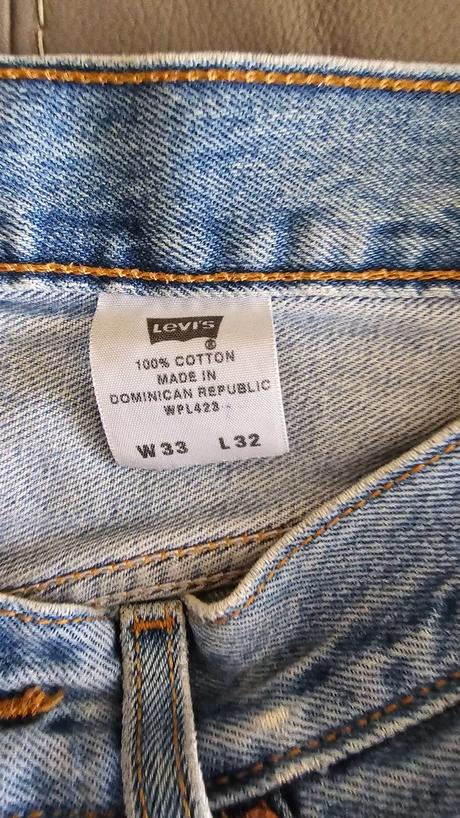 Levi's
®
100% COTTON
MADE IN
DOMINICAN REPUBLIC
WPL423
W33 L32